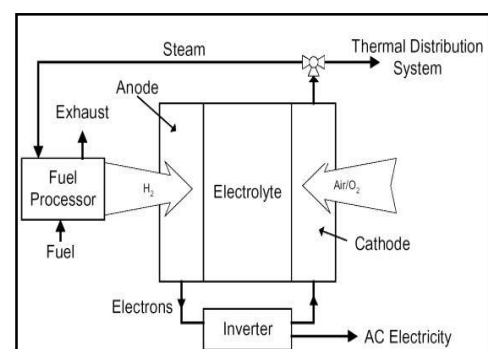 Steam
Thermal Distribution
System
Anode
Exhaust
Fuel
Processor
H2
Electrolyte
Air/O2
Fuel
Cathode
Electrons
Inverter
AC Electricity